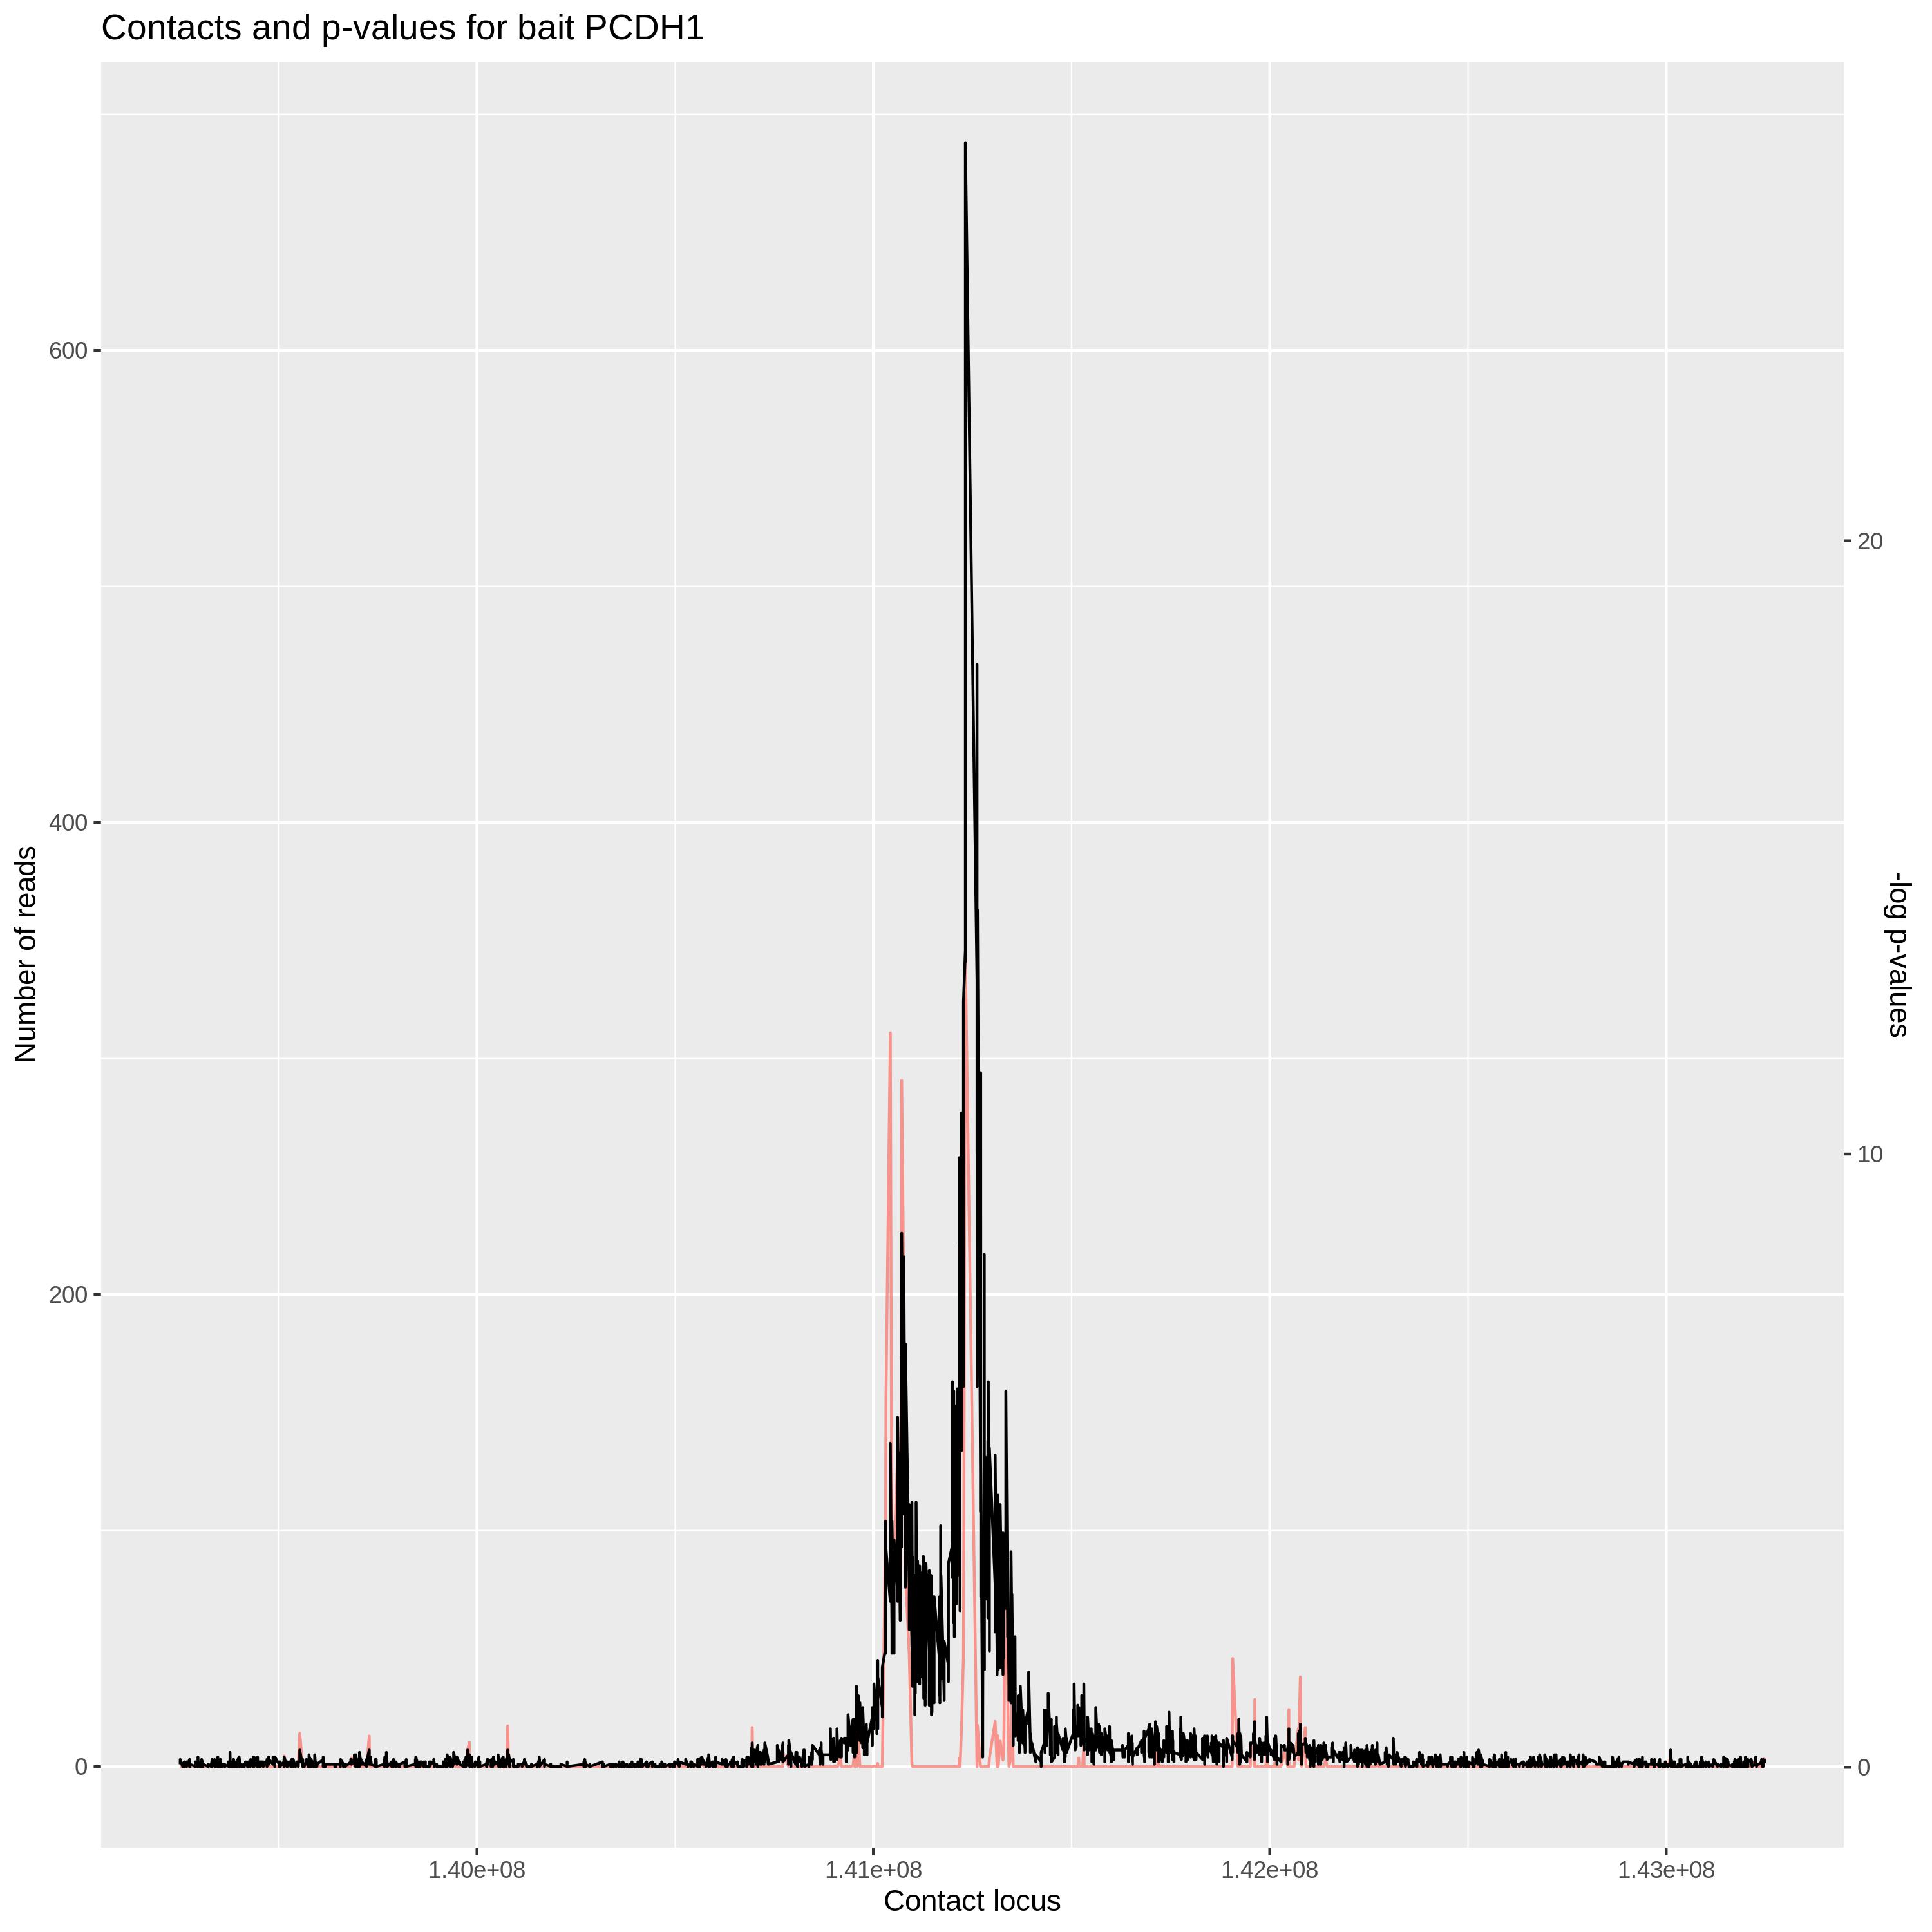 Contacts and p-values for bait PCDH1
Number of reads
600
400
200
0
20
10
0
-log p-values
1.40e+08
1.41e+08
1.42e+08
1.43e+08
Contact locus